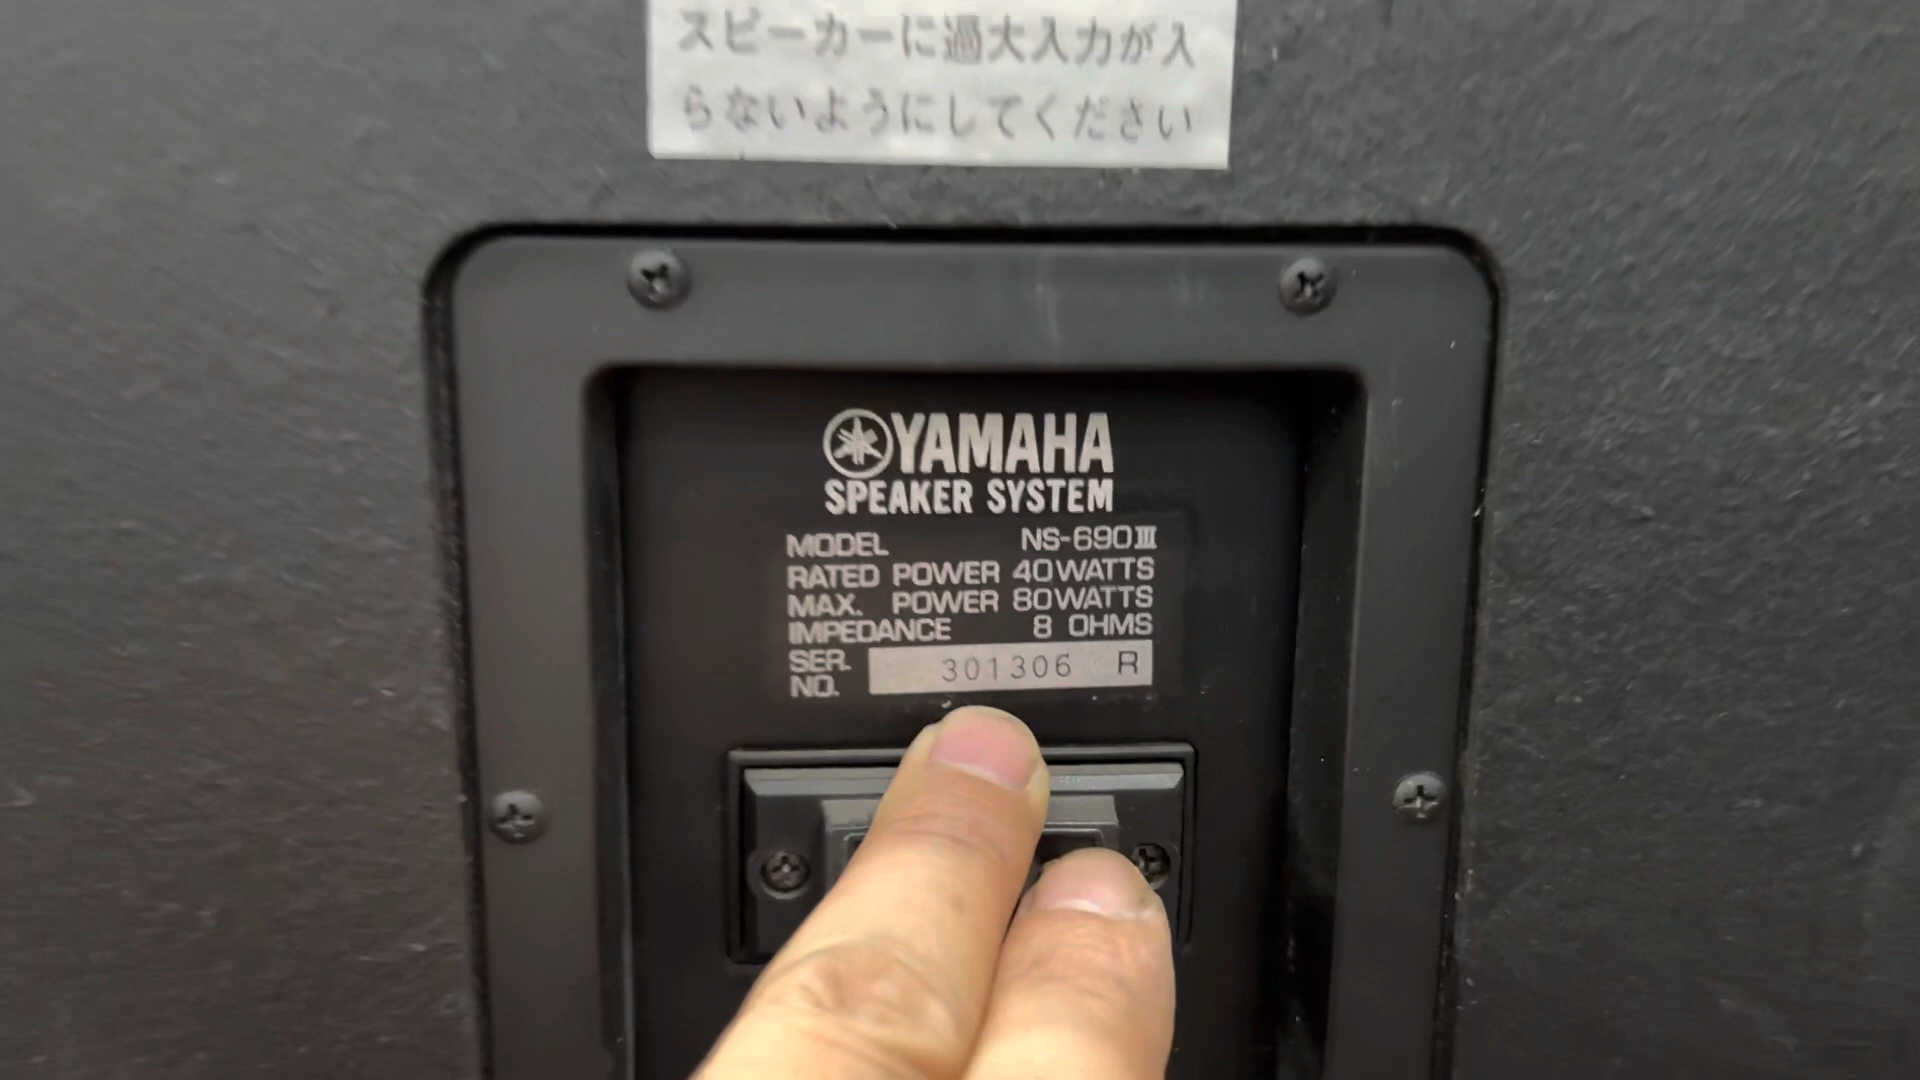 スピーカーに過大入力が入
らないようにしてください
YAMAHA
SPEAKER SYSTEM
MODEL NS-690III
RATED POWER 40WATTS
MAX. POWER 80WATTS
IMPEDANCE 8 OHMS
SER. NO. 301306 R